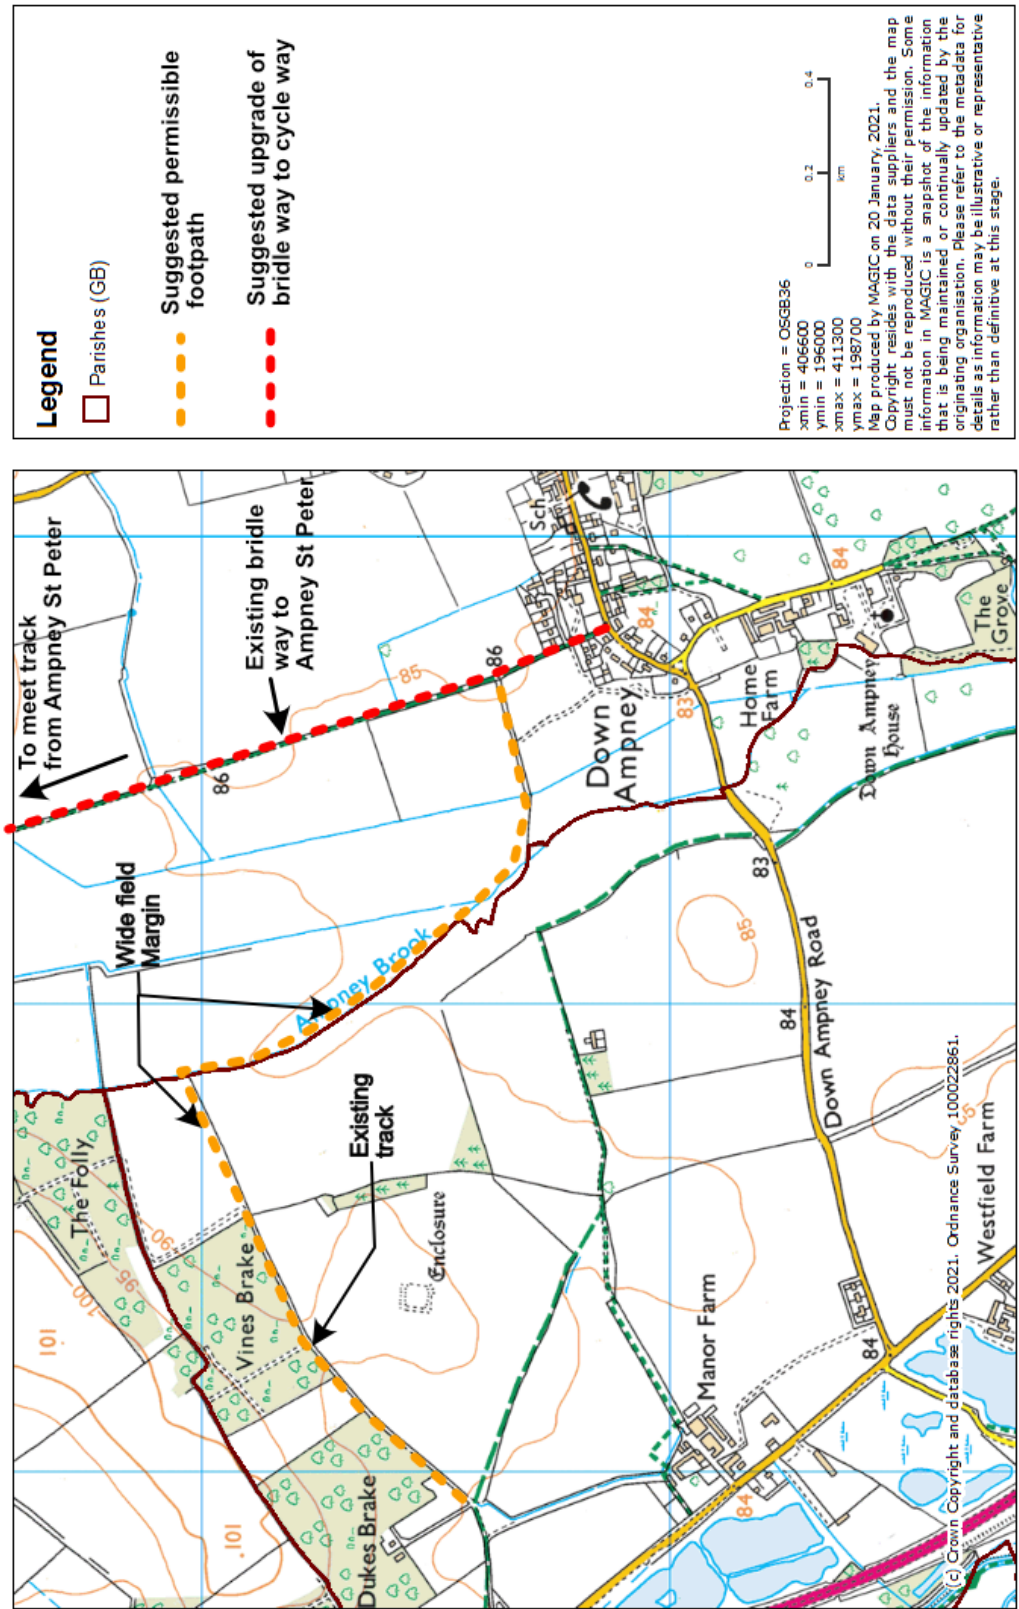 Legend
Parishes (GB)
Suggested permissible
footpath
Suggested upgrade of
bridle way to cycle way
Projection = OSGB36
xmin = 406600
ymin = 196000
xmax = 411300
ymax = 198700
0
0.2
0.4
km
Map produced by MAGIC on 20 January, 2021.
Copyright resides with the data suppliers and the map
must not be reproduced without their permission. Some
information in MAGIC is a snapshot of the information
that is being maintained or continually updated by the
originating organisation. Please refer to the metadata for
details as information may be illustrative or representative
rather than definitive at this stage.
To meet track
from Ampney St Peter
Existing bridle
way to
Ampney St Peter
Wide field
Margin
Existing
track
Ampney Brook
The Folly
Vines Brake
Dukes Brake
Enclosure
Manor Farm
Westfield Farm
Down Ampney Road
Down
Ampney
Sch
Home
Farm
Down Ampney
House
The
Grove
86
86
85
84
84
83
83
85
84
84
84
85
90
95
100
101
101
(c) Crown Copyright and database rights 2021. Ordnance Survey 100022861.